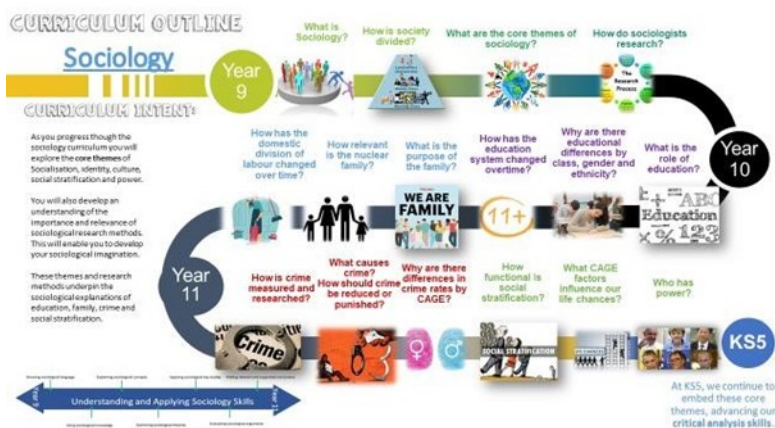 CURRICULUM OUTLINE
Sociology
CURRICULUM INTENT:
As you progress though the
sociology curriculum you will
explore the core themes of
Socialisation, identity, culture,
social stratification and power.
You will also develop an
understanding of the
importance and relevance of
sociological research methods.
This will enable you to develop
your sociological imagination.
These themes and research
methods underpin the
sociological explanations of
education, family, crime and
social stratification.
Year
9
What is
Sociology?
How is society
divided?
What are the core themes of
sociology?
How do sociologists
research?
The
Research
Process
Year
10
What is the
role of
education?
ABC
Education
123
Why are there
educational
differences by
class, gender and
ethnicity?
How has the
education
system changed
overtime?
11+
What is the
purpose of
the family?
WE ARE
FAMILY
How relevant
is the nuclear
family?
How has the
domestic
division of
labour changed
over time?
Year
11
How is crime
measured and
researched?
Crime
What causes
crime?
How should crime
be reduced or
punished?
Why are there
differences in
crime rates by
CAGE?
How
functional is
social
stratification?
SOCIAL STRATIFICATION
What CAGE
factors
influence our
life chances?
Who has
power?
KS5
At KS5, we continue to
embed these core
themes, advancing our
critical analysis skills.
Year 9
Understanding and Applying Sociology Skills
Year 11